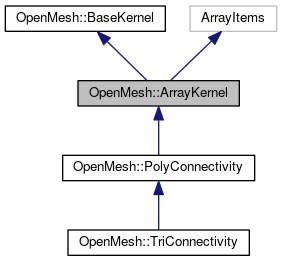 OpenMesh::BaseKernel
ArrayItems
OpenMesh::ArrayKernel
OpenMesh::PolyConnectivity
OpenMesh::TriConnectivity